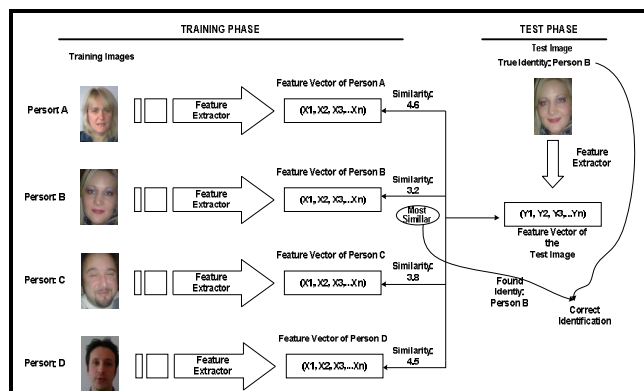 TRAINING PHASE
TEST PHASE
Training Images
Test Image
True Identity: Person B
Person: A
Feature
Extractor
Feature Vector of Person A
(X1, X2, X3,...Xn)
Similarity:
4.6
Person: B
Feature
Extractor
Feature Vector of Person B
(X1, X2, X3,...Xn)
Similarity:
3.2
Most
Simillar
Feature
Extractor
(Y1, Y2, Y3,...Yn)
Feature Vector of
the
Test Image
Person: C
Feature
Extractor
Feature Vector of Person C
(X1, X2, X3,...Xn)
Similarity:
3.8
Found
Identity:
Person B
Correct
Identification
Person: D
Feature
Extractor
Feature Vector of Person D
(X1, X2, X3,...Xn)
Similarity:
4.5